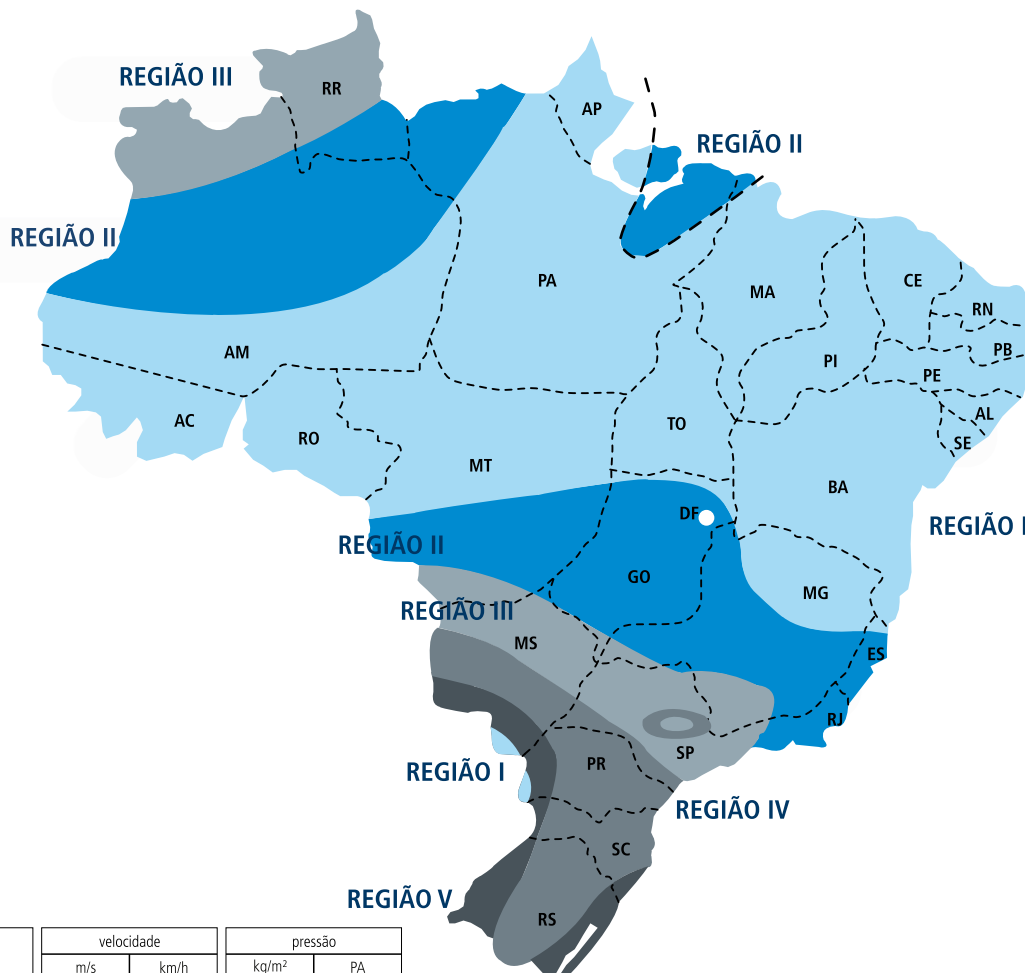 REGIÃO III
RR
AP
REGIÃO II
REGIÃO II
PA
MA
CE
RN
AM
PI
PB
PE
AC
RO
TO
AL
SE
MT
BA
DF
REGIÃO I
REGIÃO II
GO
MG
REGIÃO III
MS
ES
RJ
SP
PR
REGIÃO I
REGIÃO IV
SC
REGIÃO V
RS
velocidade pressão
m/s km/h kg/m² PA